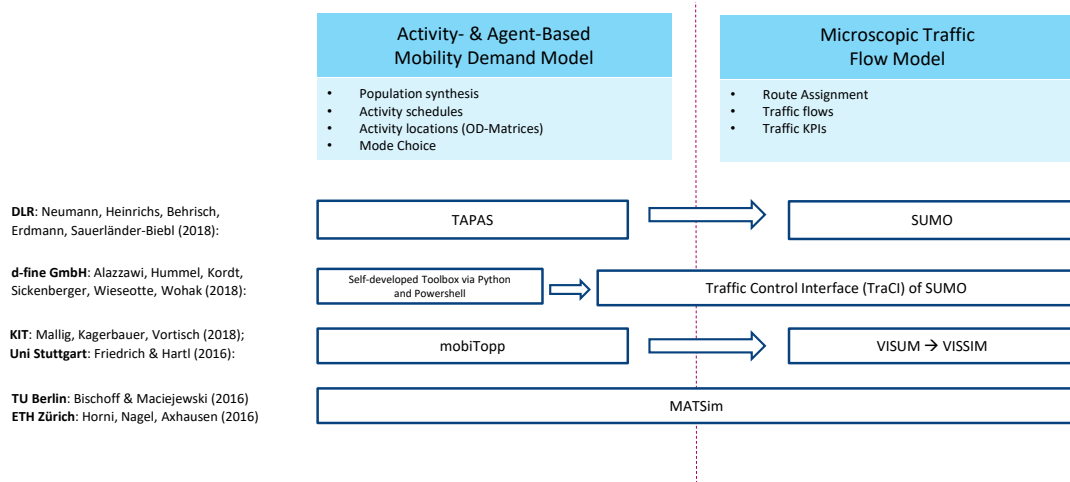 Activity- & Agent-Based
Mobility Demand Model
• Population synthesis
• Activity schedules
• Activity locations (OD-Matrices)
• Mode Choice
Microscopic Traffic
Flow Model
• Route Assignment
• Traffic flows
• Traffic KPIs
DLR: Neumann, Heinrichs, Behrisch,
Erdmann, Sauerländer-Biebl (2018):
TAPAS
SUMO
d-fine GmbH: Alazzawi, Hummel, Kordt,
Sickenberger, Wieseotte, Wohak (2018):
Self-developed Toolbox via Python
and Powershell
Traffic Control Interface (TraCI) of SUMO
KIT: Mallig, Kagerbauer, Vortisch (2018);
Uni Stuttgart: Friedrich & Hartl (2016):
mobiTopp
VISUM → VISSIM
TU Berlin: Bischoff & Maciejewski (2016)
ETH Zürich: Horni, Nagel, Axhausen (2016)
MATSim